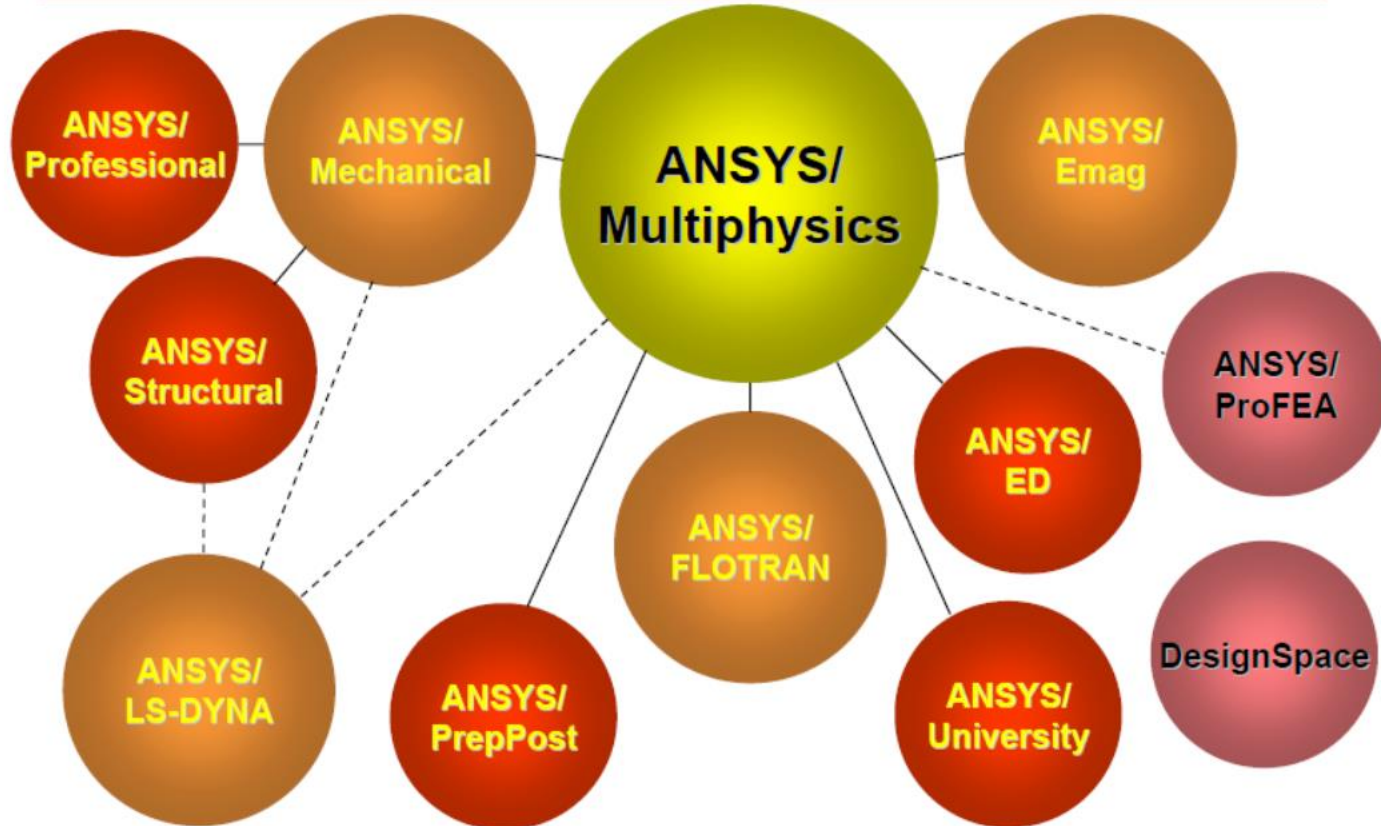 ANSYS/
Professional
ANSYS/
Mechanical
ANSYS/
Multiphysics
ANSYS/
Emag
ANSYS/
Structural
ANSYS/
ProFEA
ANSYS/
ED
ANSYS/
FLOTRAN
DesignSpace
ANSYS/
LS-DYNA
ANSYS/
PrepPost
ANSYS/
University